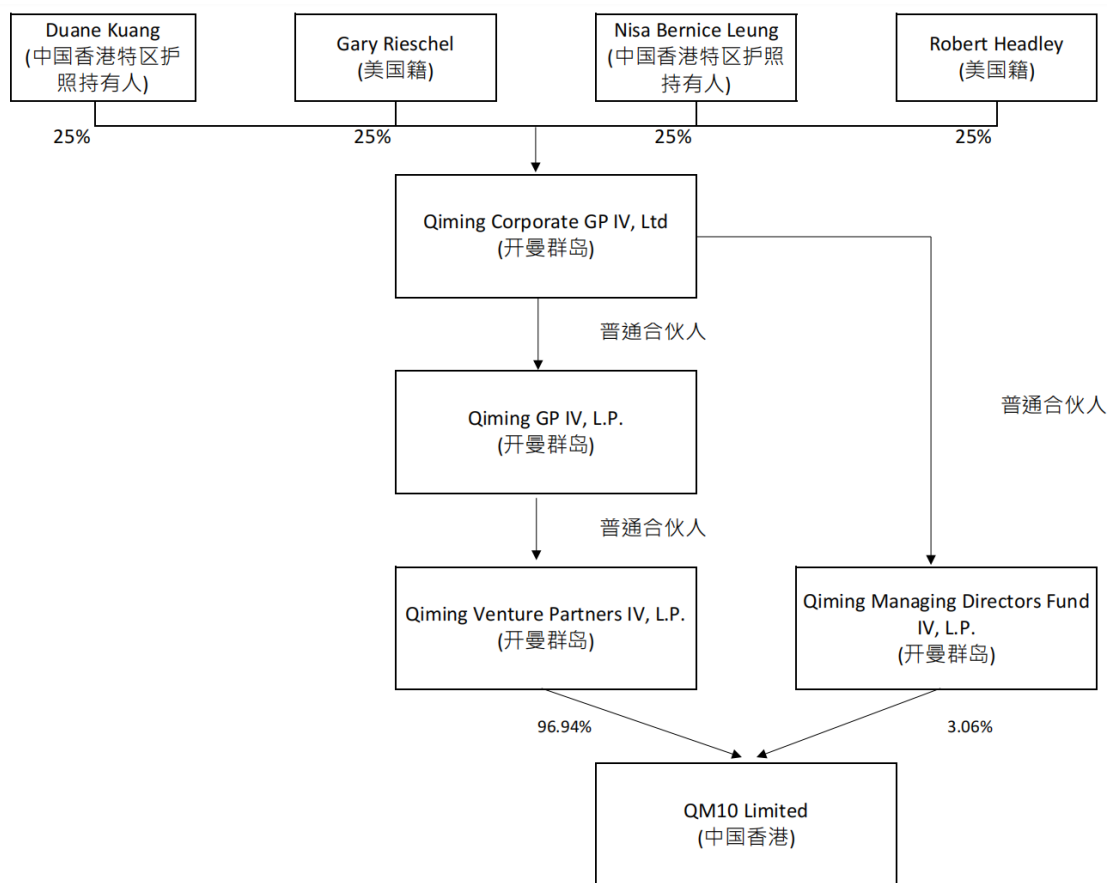 Duane Kuang
(中国香港特区护
照持有人)
Gary Rieschel
(美国籍)
Nisa Bernice Leung
(中国香港特区护照
持有人)
Robert Headley
(美国籍)
25%
25%
25%
25%
Qiming Corporate GP IV, Ltd
(开曼群岛)
普通合伙人
Qiming GP IV, L.P.
(开曼群岛)
普通合伙人
普通合伙人
Qiming Venture Partners IV, L.P.
(开曼群岛)
Qiming Managing Directors Fund
IV, L.P.
(开曼群岛)
96.94%
3.06%
QM10 Limited
(中国香港)